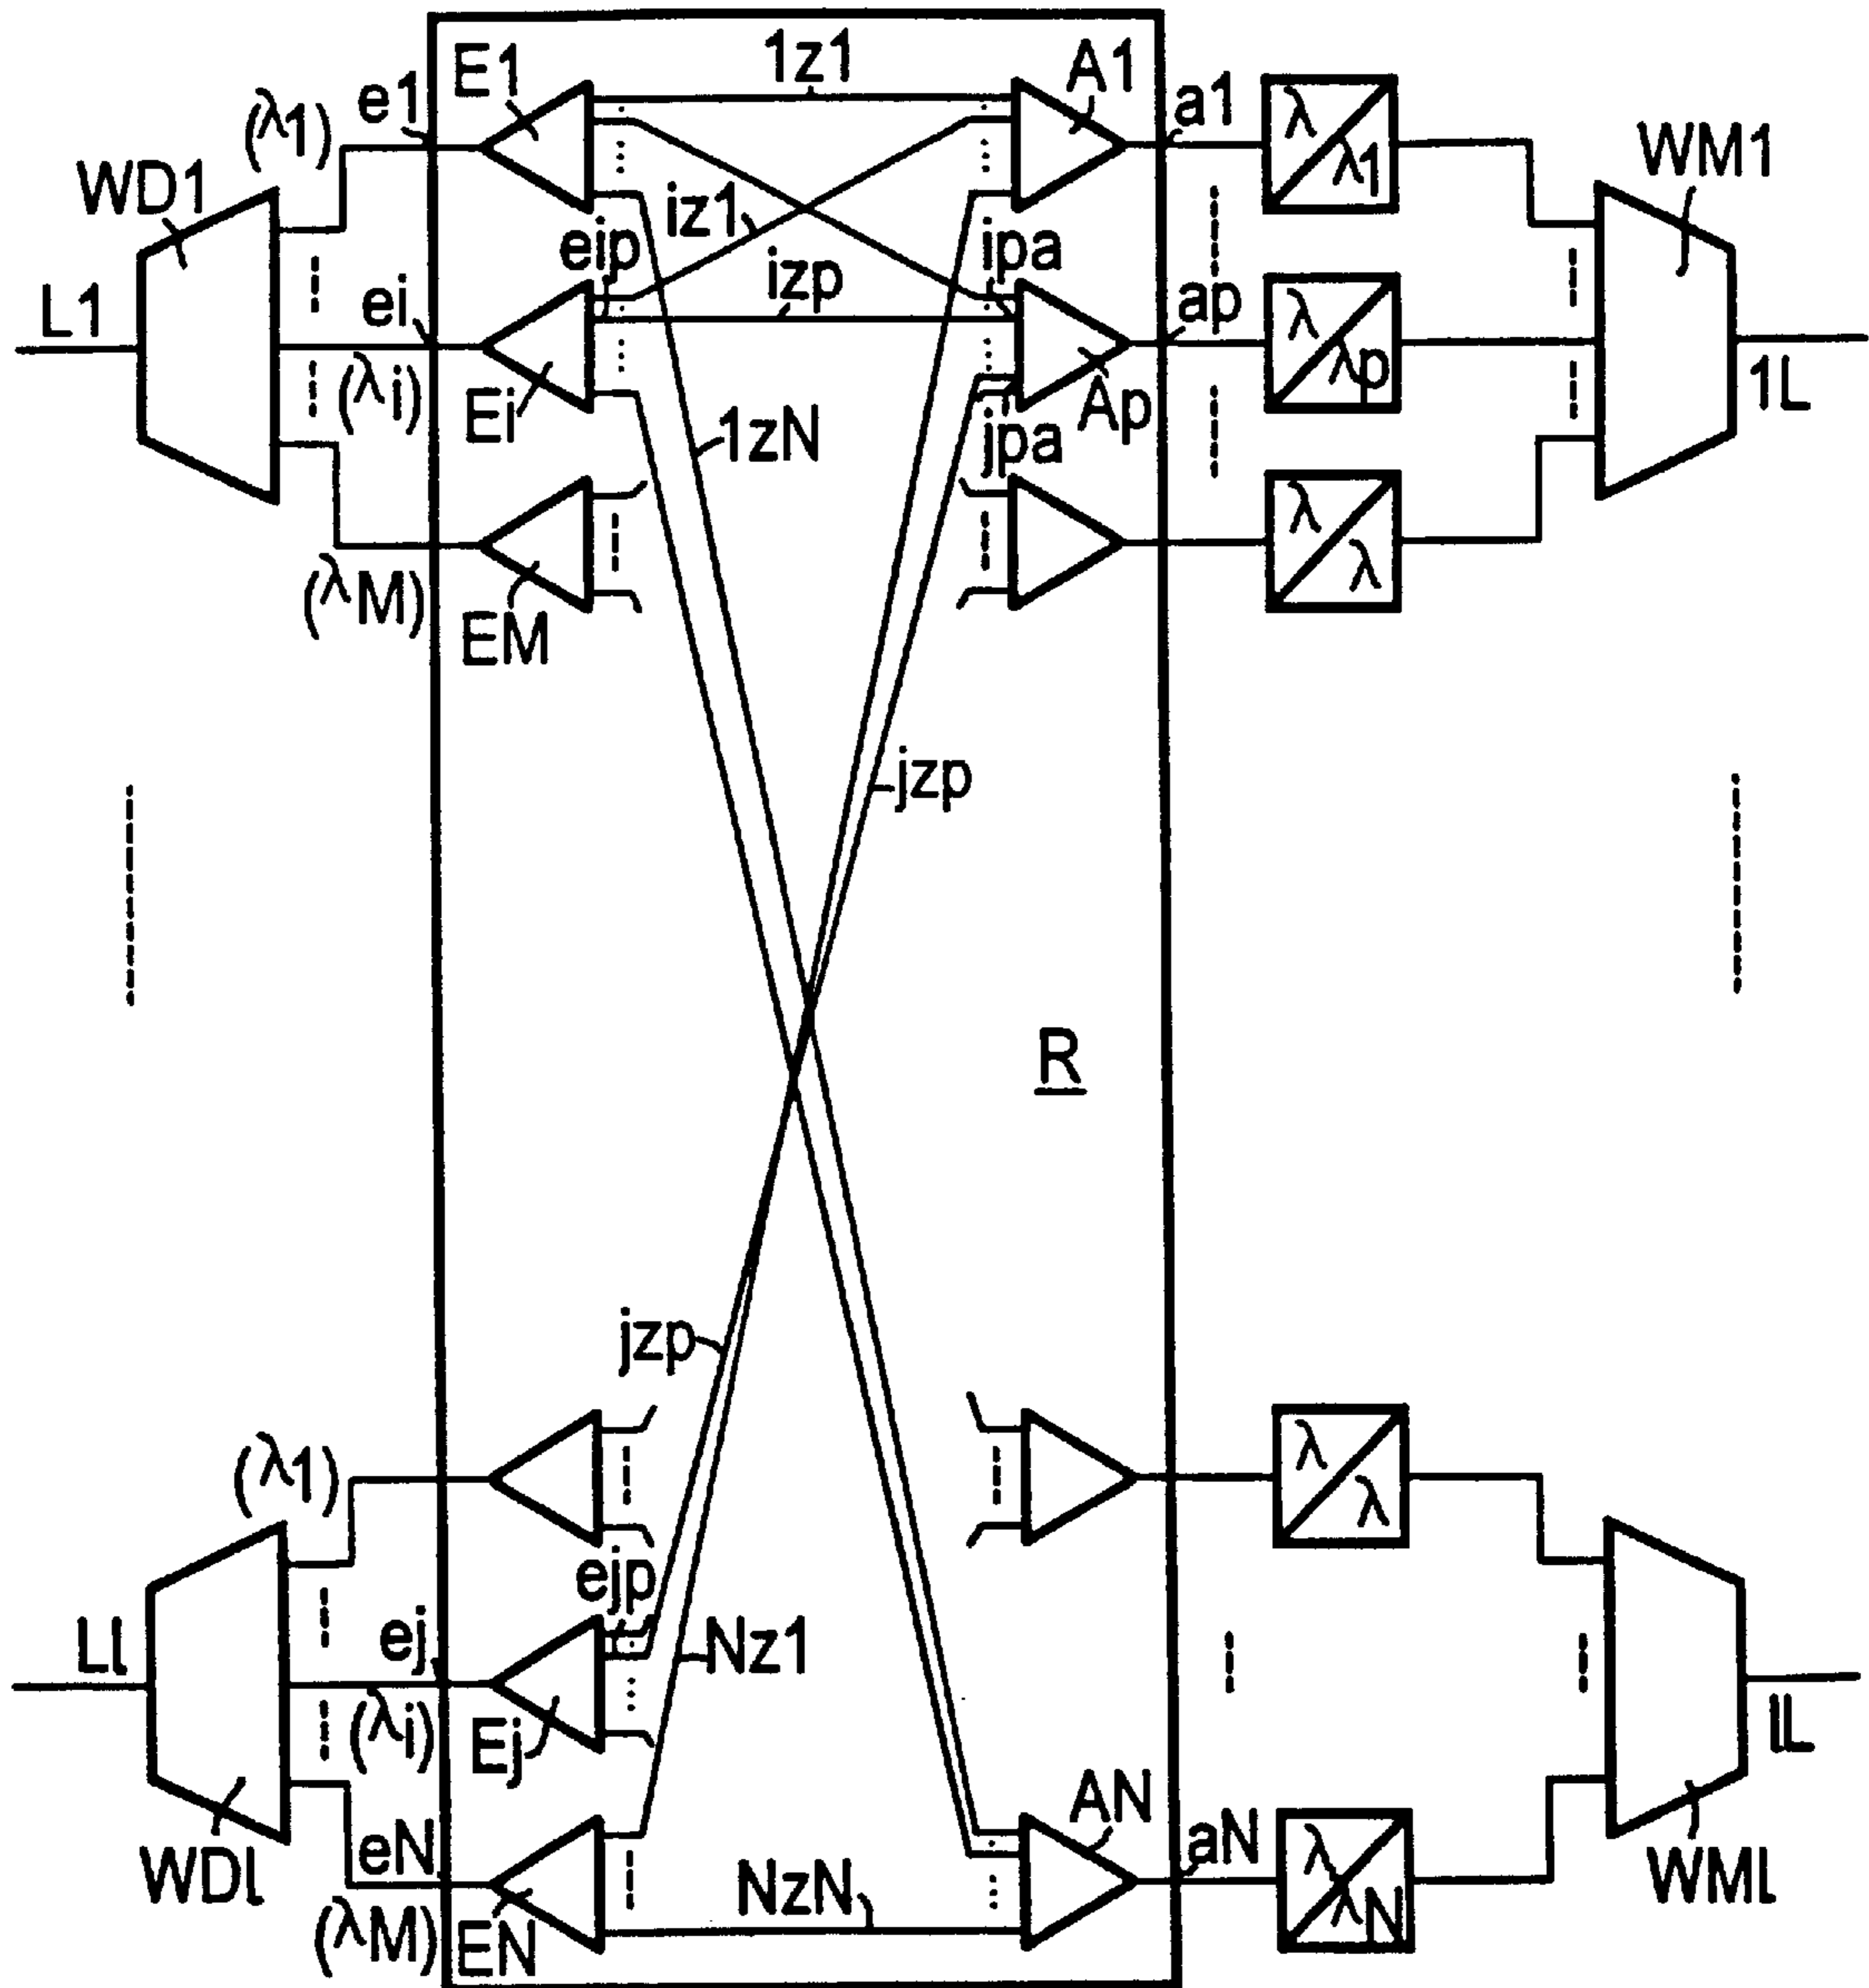 E1
1z1
A1
e1
a1
(λ1)
λ
λ1
WM1
WD1
iz1
eip
ipa
izp
ei
ap
L1
λ
λp
(λi)
Ei
Ap
1L
1zN
jpa
λ
λ
(λM)
EM
jzp
R
jzp
(λ1)
λ
λ
ejp
Ll
ej
Nz1
(λi)
Ej
lL
AN
eN
aN
WDl
NzN
λ
λN
WMl
(λM)
EN